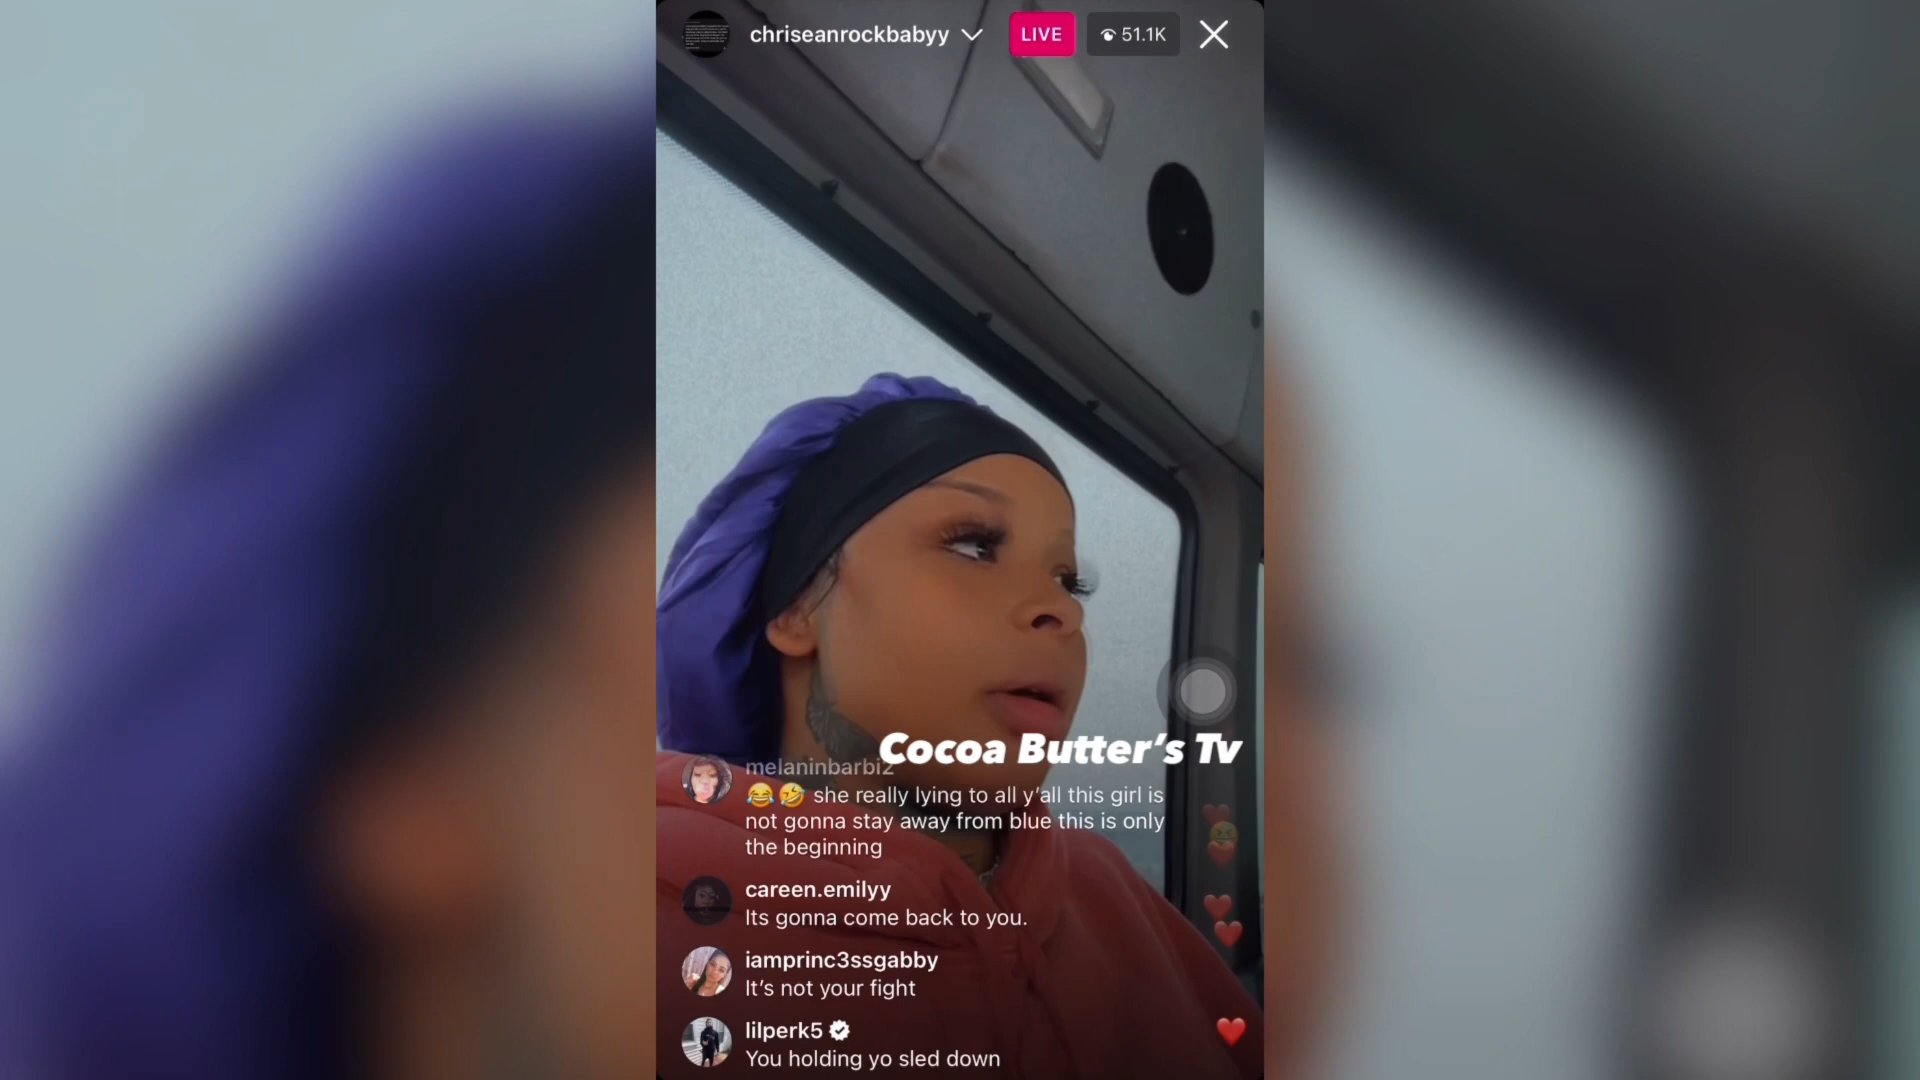 chriseanrockbabyy
LIVE
51.1K
Cocoa Butter’s Tv
melaninbarbi2
😂🤣 she really lying to all y’all this girl is
not gonna stay away from blue this is only
the beginning
careen.emilyy
Its gonna come back to you.
iamprinc3ssgabby
It’s not your fight
lilperk5
You holding yo sled down